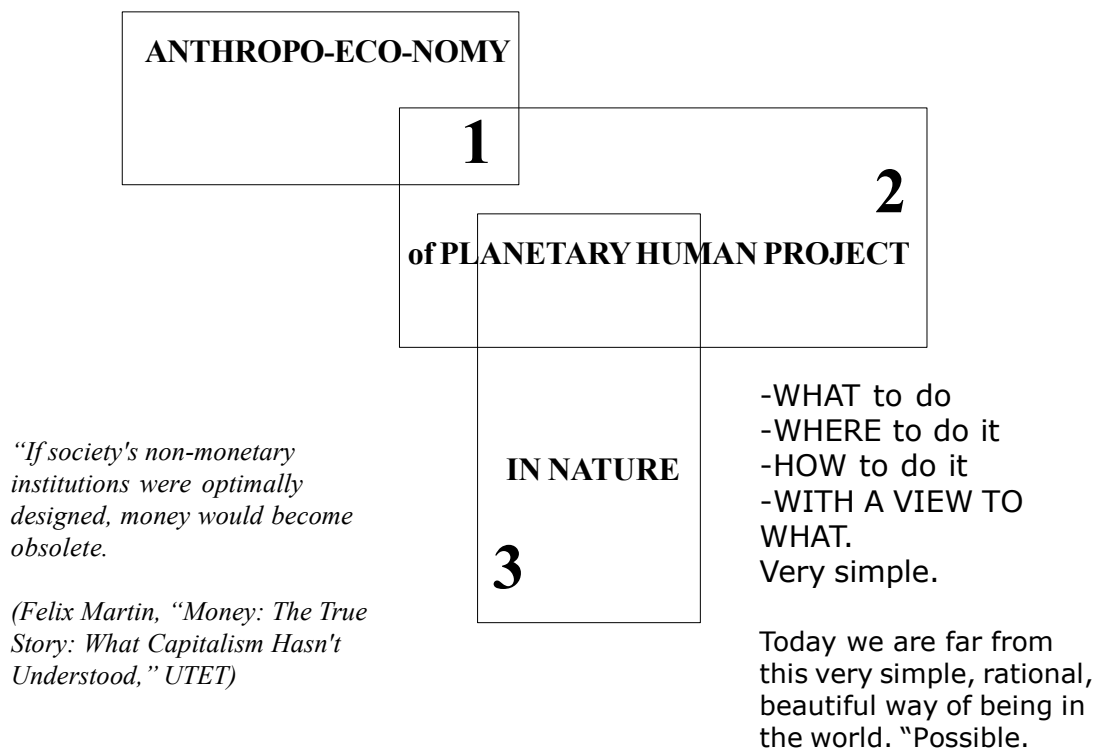 ANTHROPO-ECO-NOMY
1
2
of PLANETARY HUMAN PROJECT
IN NATURE
3
“If society's non-monetary
institutions were optimally
designed, money would become
obsolete.
(Felix Martin, “Money: The True
Story: What Capitalism Hasn't
Understood,” UTET)
-WHAT to do
-WHERE to do it
-HOW to do it
-WITH A VIEW TO
WHAT.
Very simple.
Today we are far from
this very simple, rational,
beautiful way of being in
the world. “Possible.